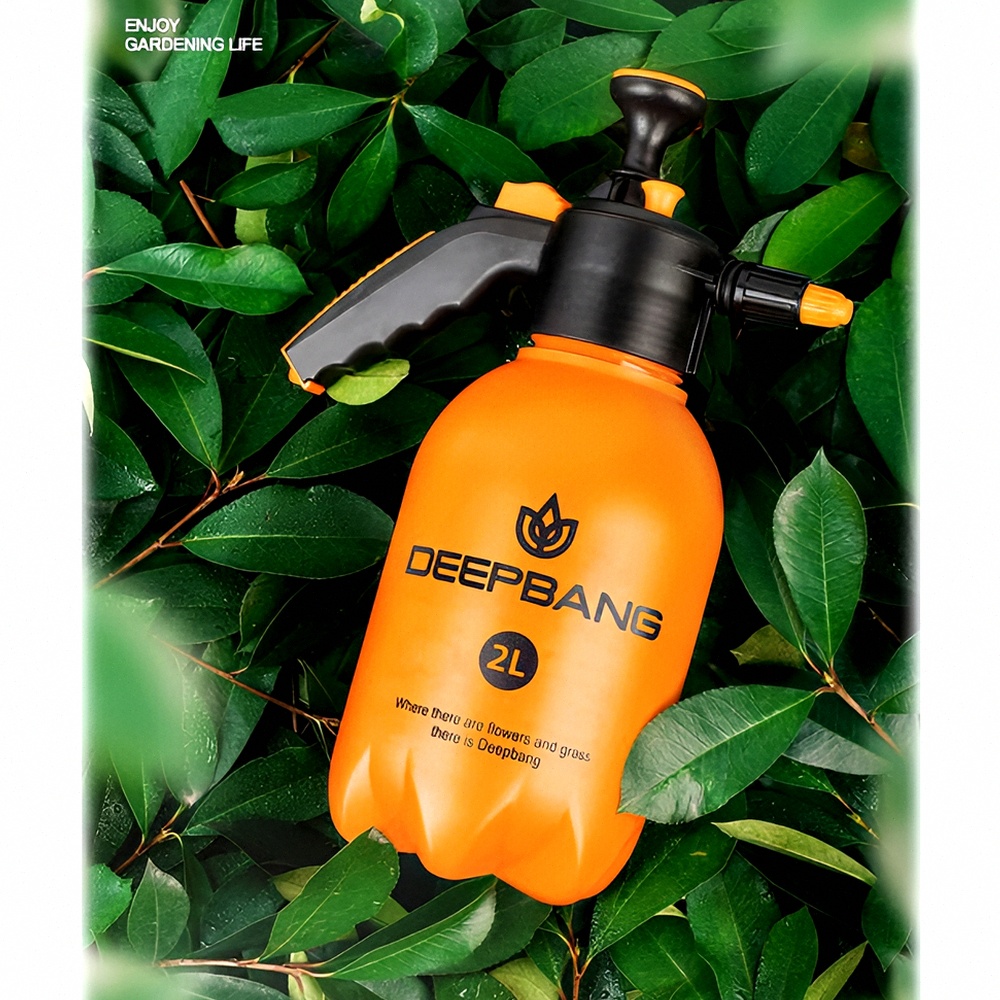 ENJOY
GARDENING LIFE
DEEPBANG
2L
Where there are flowers and grass
there is Deepbang